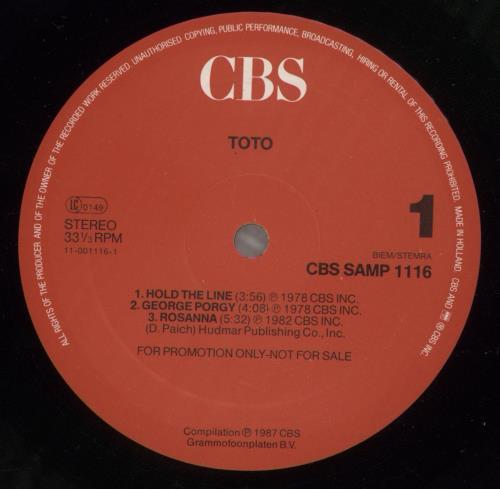 ALL RIGHTS OF THE PRODUCER AND OF THE OWNER OF THE RECORDED WORK RESERVED. UNAUTHORISED COPYING, PUBLIC PERFORMANCE, BROADCASTING, HIRING OR RENTAL OF THIS RECORDING PROHIBITED. MADE IN HOLLAND. CBS AND ® CBS INC.
CBS
TOTO
LC 0149
STEREO
33 1/3 RPM
11-001116-1
1
BIEM/STEMRA
CBS SAMP 1116
1. HOLD THE LINE (3:56) ℗ 1978 CBS INC.
2. GEORGE PORGY (4:08) ℗ 1978 CBS INC.
3. ROSANNA (5:32) ℗ 1982 CBS INC.
(D. Paich) Hudmar Publishing Co., Inc.
FOR PROMOTION ONLY-NOT FOR SALE
Compilation ℗ 1987 CBS
Grammofoonplaten B.V.